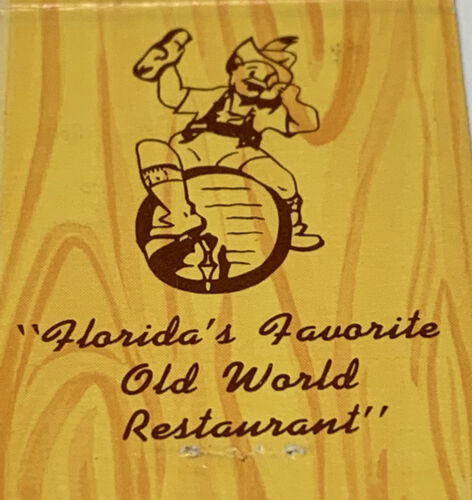 "Florida's Favorite
Old World
Restaurant"